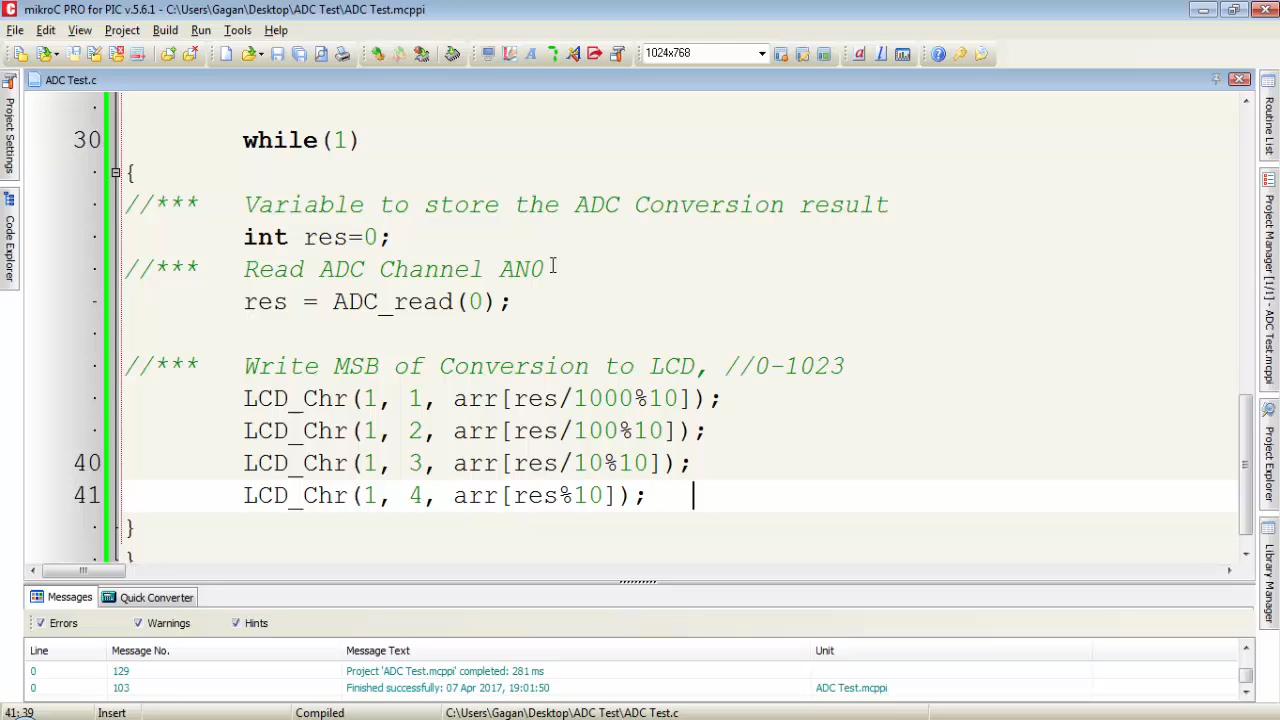 mikroC PRO for PIC v.5.6.1 - C:\Users\Gagan\Desktop\ADC Test\ADC Test.mcppi
File Edit View Project Build Run Tools Help
1024x768
ADC Test.c
Project Settings
Code Explorer
30 while(1)
{
//*** Variable to store the ADC Conversion result
int res=0;
//*** Read ADC Channel AN0
res = ADC_read(0);
//*** Write MSB of Conversion to LCD, //0-1023
LCD_Chr(1, 1, arr[res/1000%10]);
LCD_Chr(1, 2, arr[res/100%10]);
40 LCD_Chr(1, 3, arr[res/10%10]);
41 LCD_Chr(1, 4, arr[res%10]);
}
}
Routine List
Project Manager [1/1] - ADC Test.mcppi
Project Explorer
Library Manager
Messages Quick Converter
Errors Warnings Hints
Line Message No. Message Text Unit
0 129 Project 'ADC Test.mcppi' completed: 281 ms
0 103 Finished successfully: 07 Apr 2017, 19:01:50 ADC Test.mcppi
41:39 Insert Compiled C:\Users\Gagan\Desktop\ADC Test\ADC Test.c